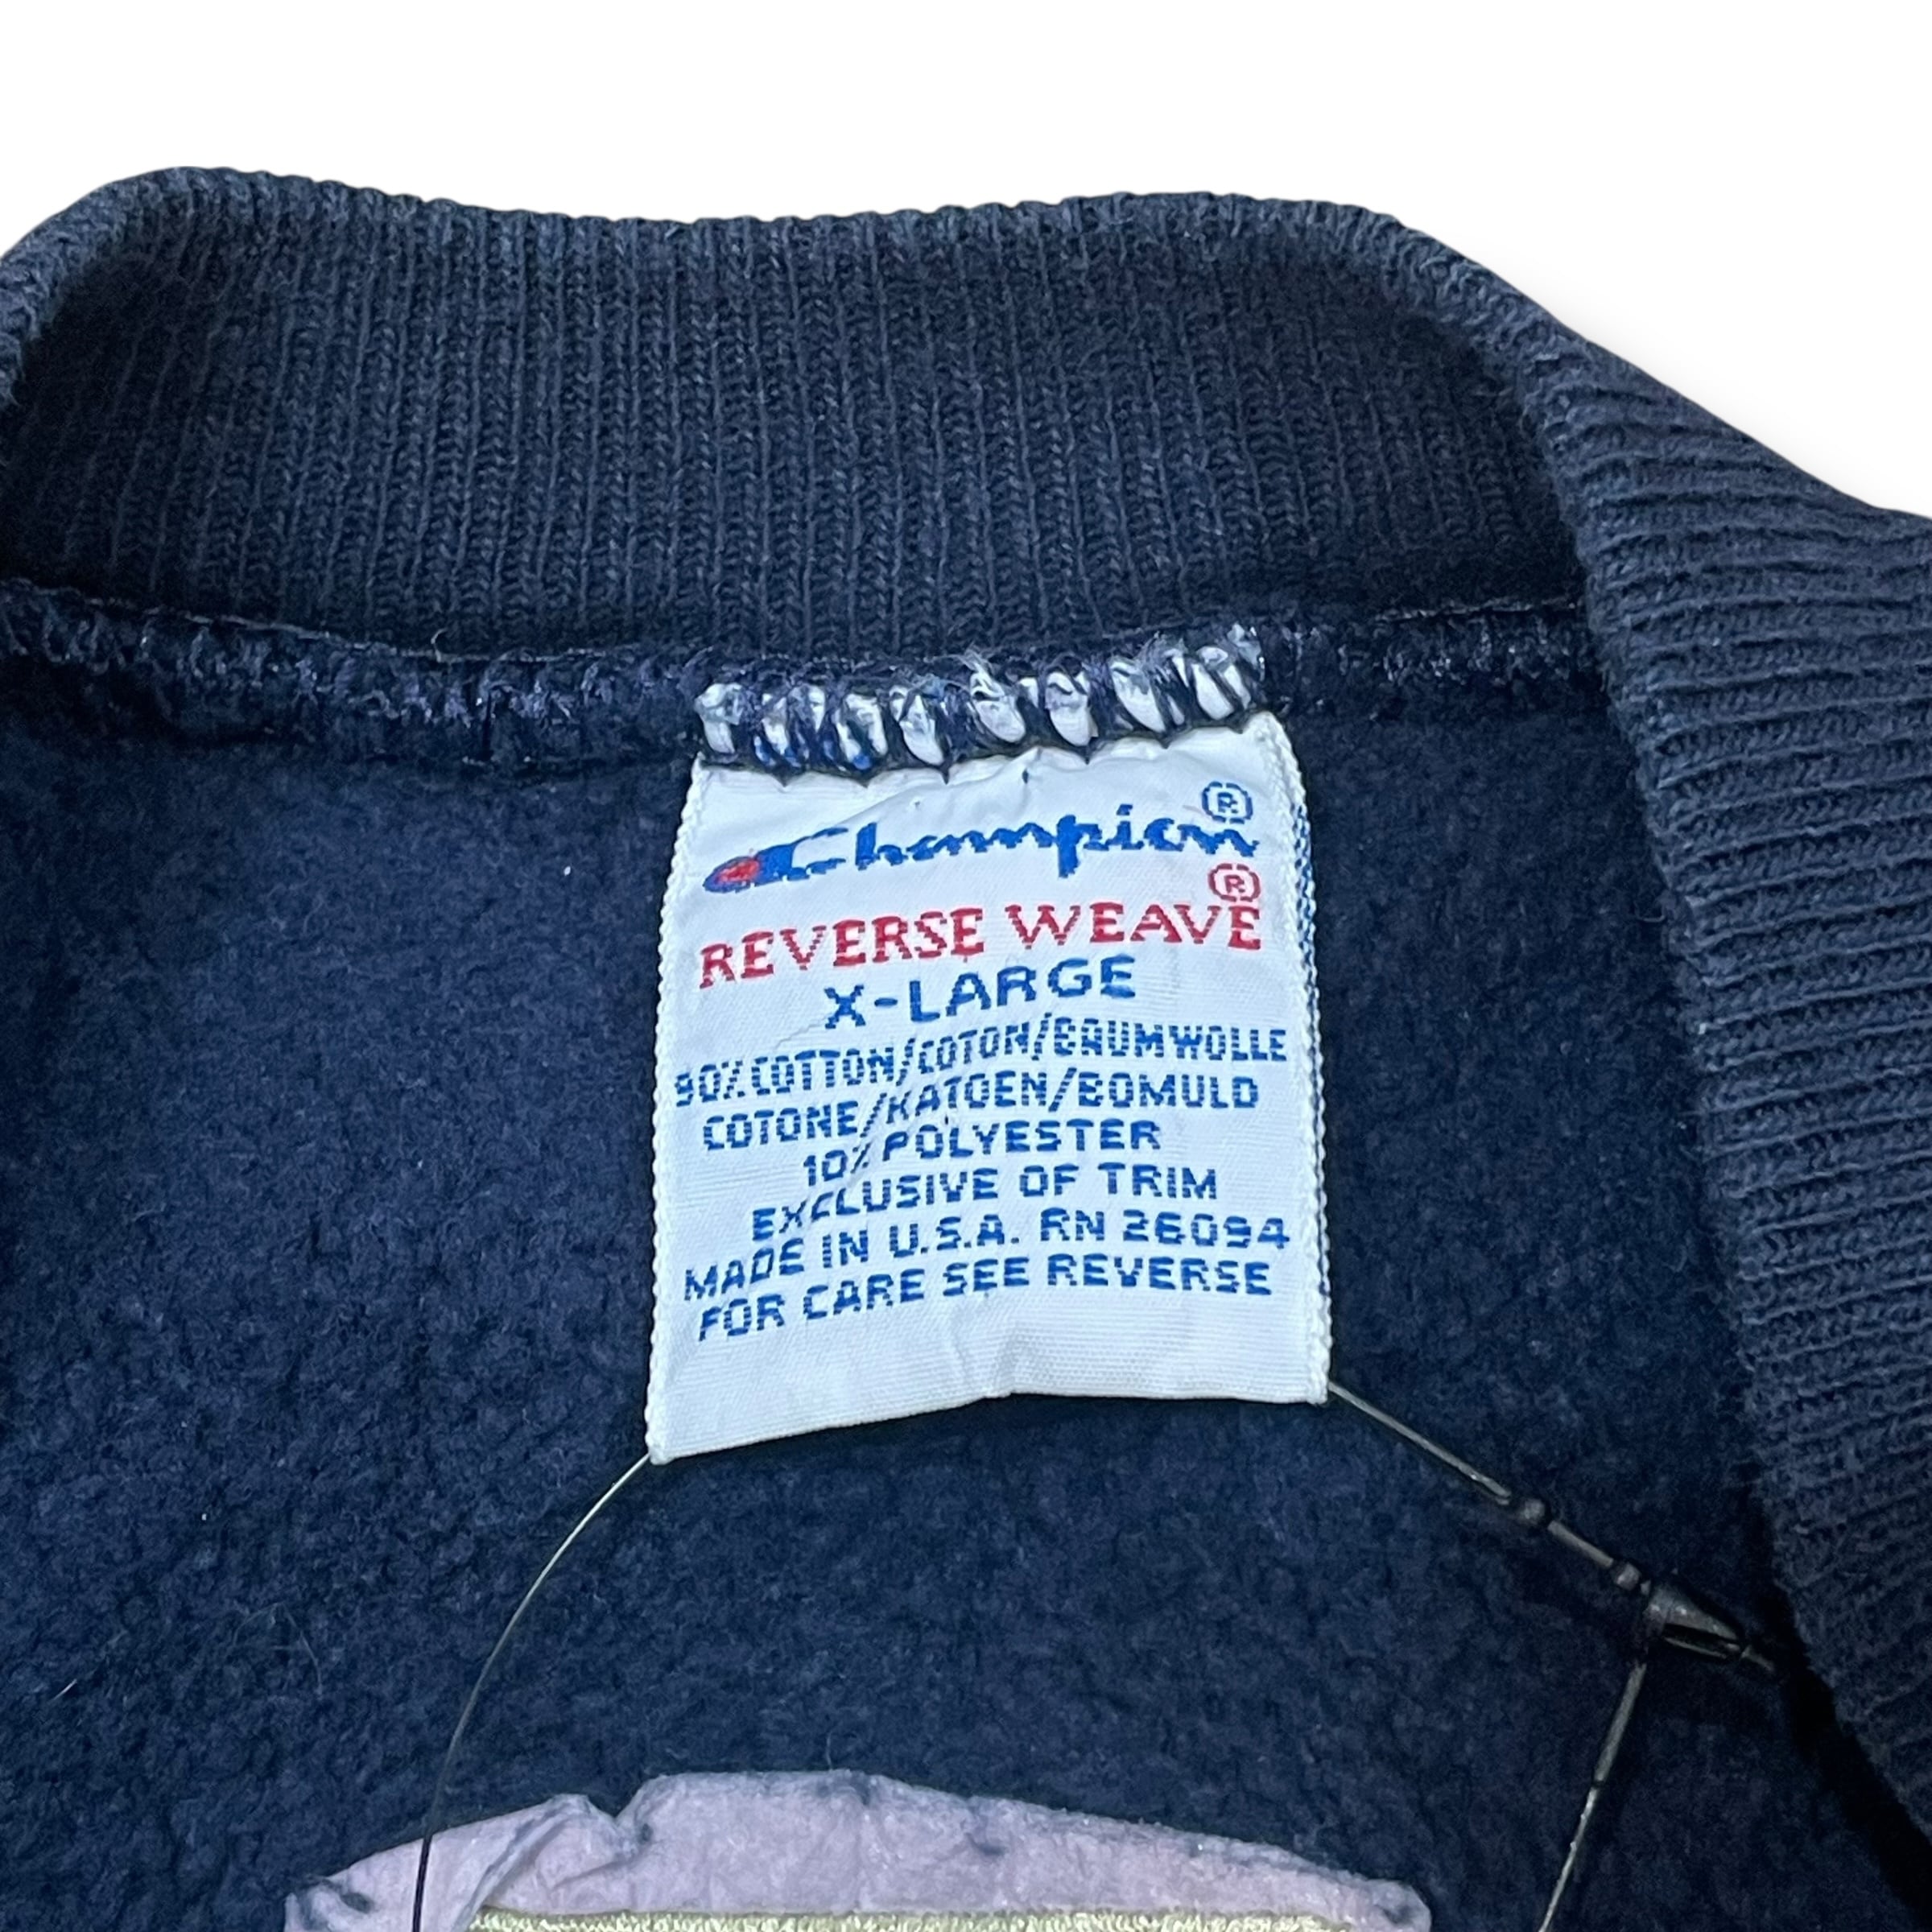 Champion®
REVERSE WEAVE®
X-LARGE
90% COTTON/COTON/BAUMWOLLE
COTONE/KATOEN/BOMULD
10% POLYESTER
EXCLUSIVE OF TRIM
MADE IN U.S.A. RN 26094
FOR CARE SEE REVERSE